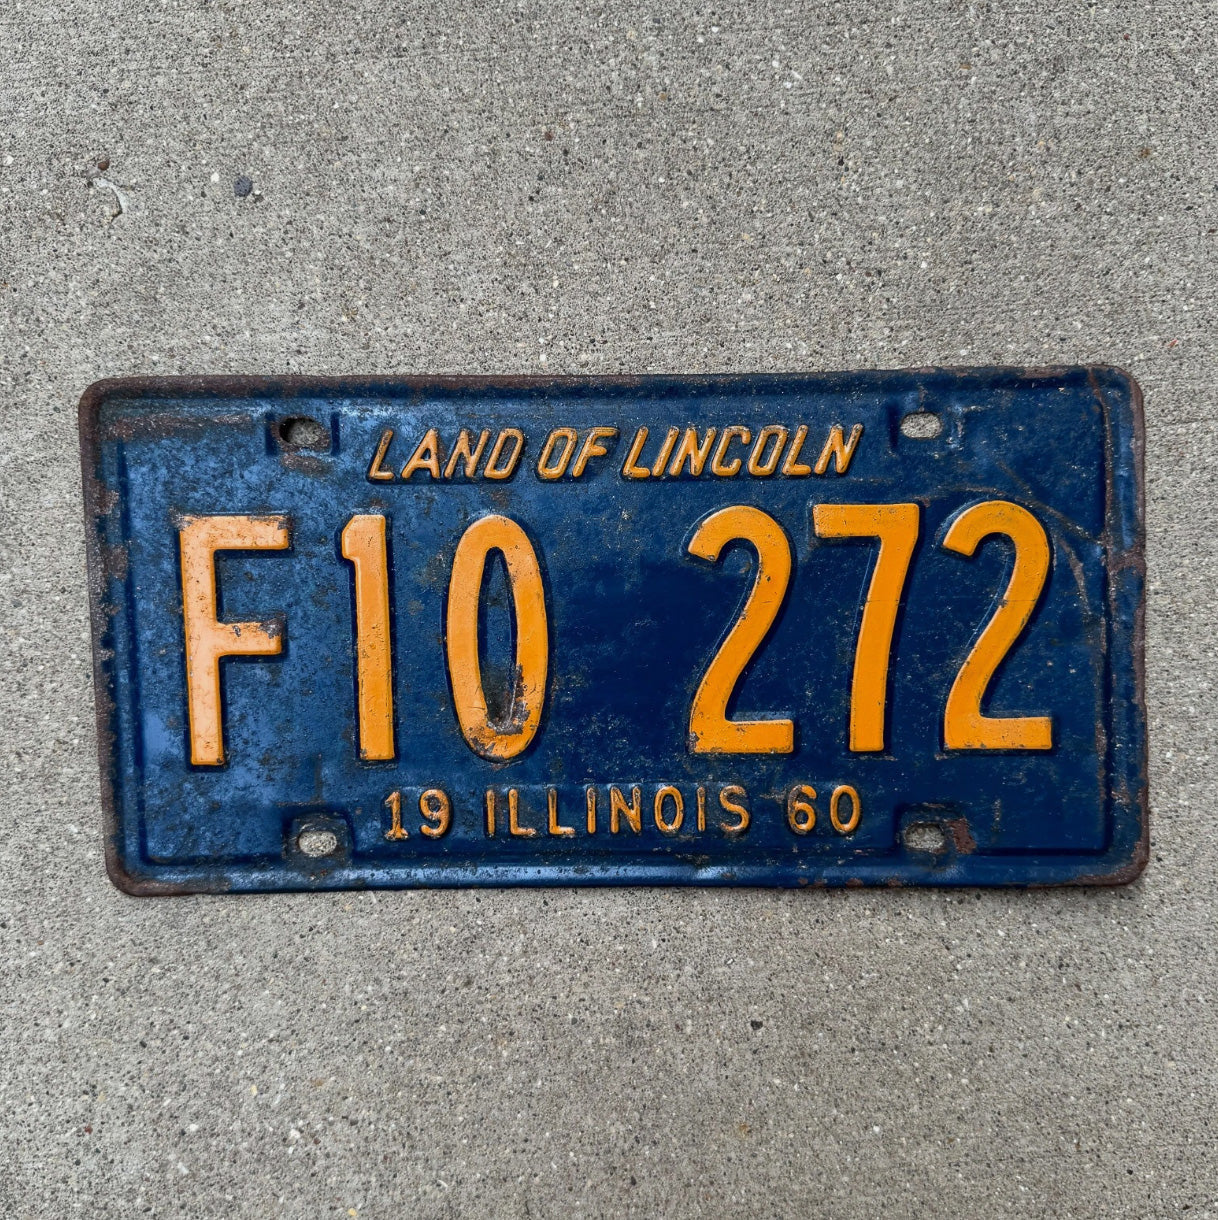 LAND OF LINCOLN
F10 272
19 ILLINOIS 60